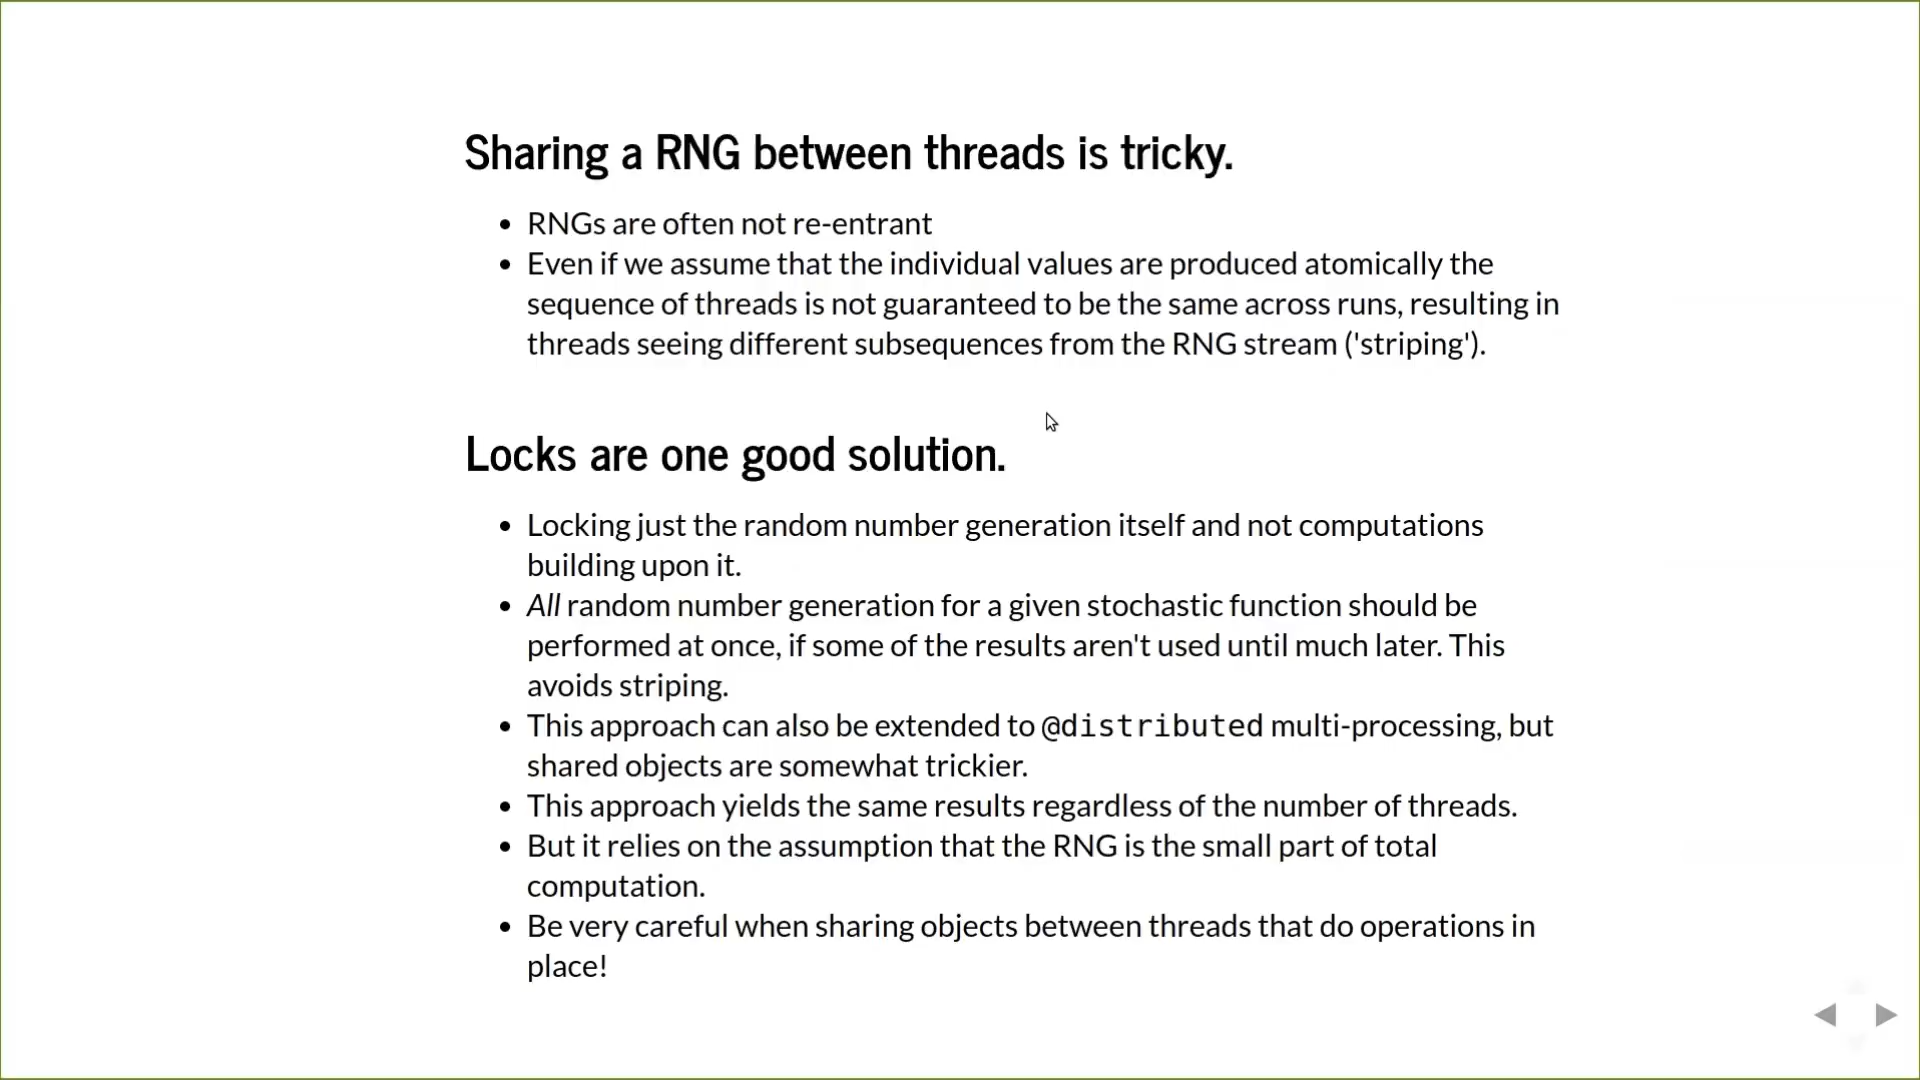 Sharing a RNG between threads is tricky.
• RNGs are often not re-entrant
• Even if we assume that the individual values are produced atomically the
sequence of threads is not guaranteed to be the same across runs, resulting in
threads seeing different subsequences from the RNG stream ('striping').
Locks are one good solution.
• Locking just the random number generation itself and not computations
building upon it.
• All random number generation for a given stochastic function should be
performed at once, if some of the results aren't used until much later. This
avoids striping.
• This approach can also be extended to @distributed multi-processing, but
shared objects are somewhat trickier.
• This approach yields the same results regardless of the number of threads.
• But it relies on the assumption that the RNG is the small part of total
computation.
• Be very careful when sharing objects between threads that do operations in
place!